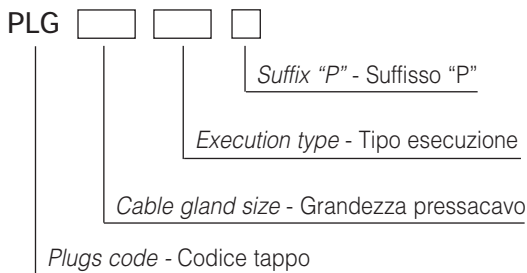 PLG
Suffix “P” - Suffisso “P”
Execution type - Tipo esecuzione
Cable gland size - Grandezza pressacavo
Plugs code - Codice tappo